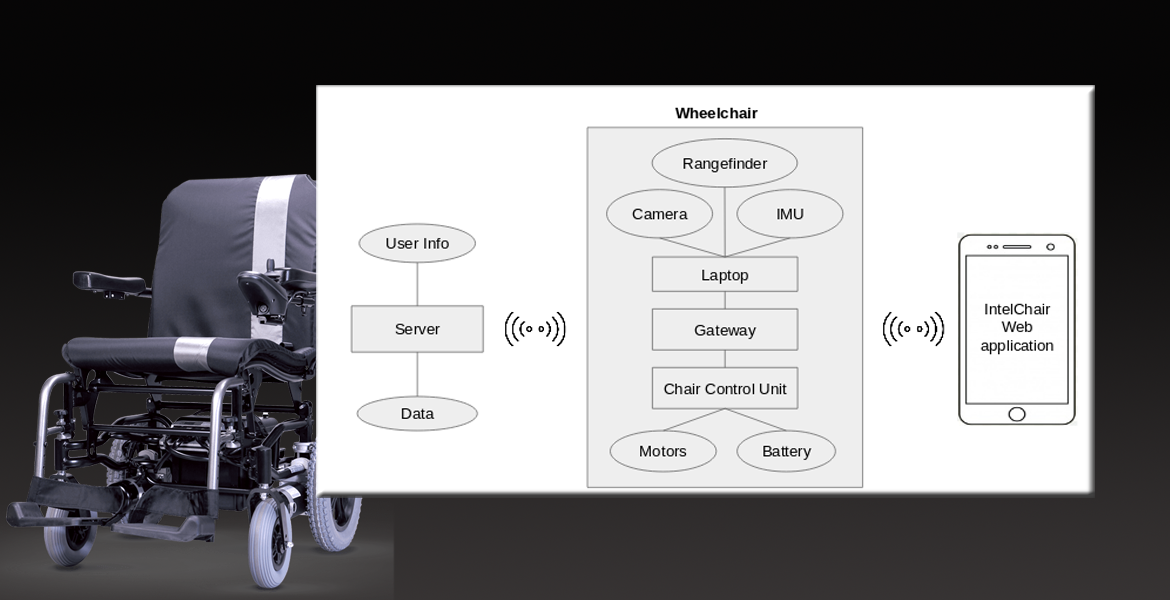 Wheelchair
Rangefinder
Camera
IMU
User Info
Laptop
Server
Gateway
Chair Control Unit
Data
Motors
Battery
IntelChair
Web
application